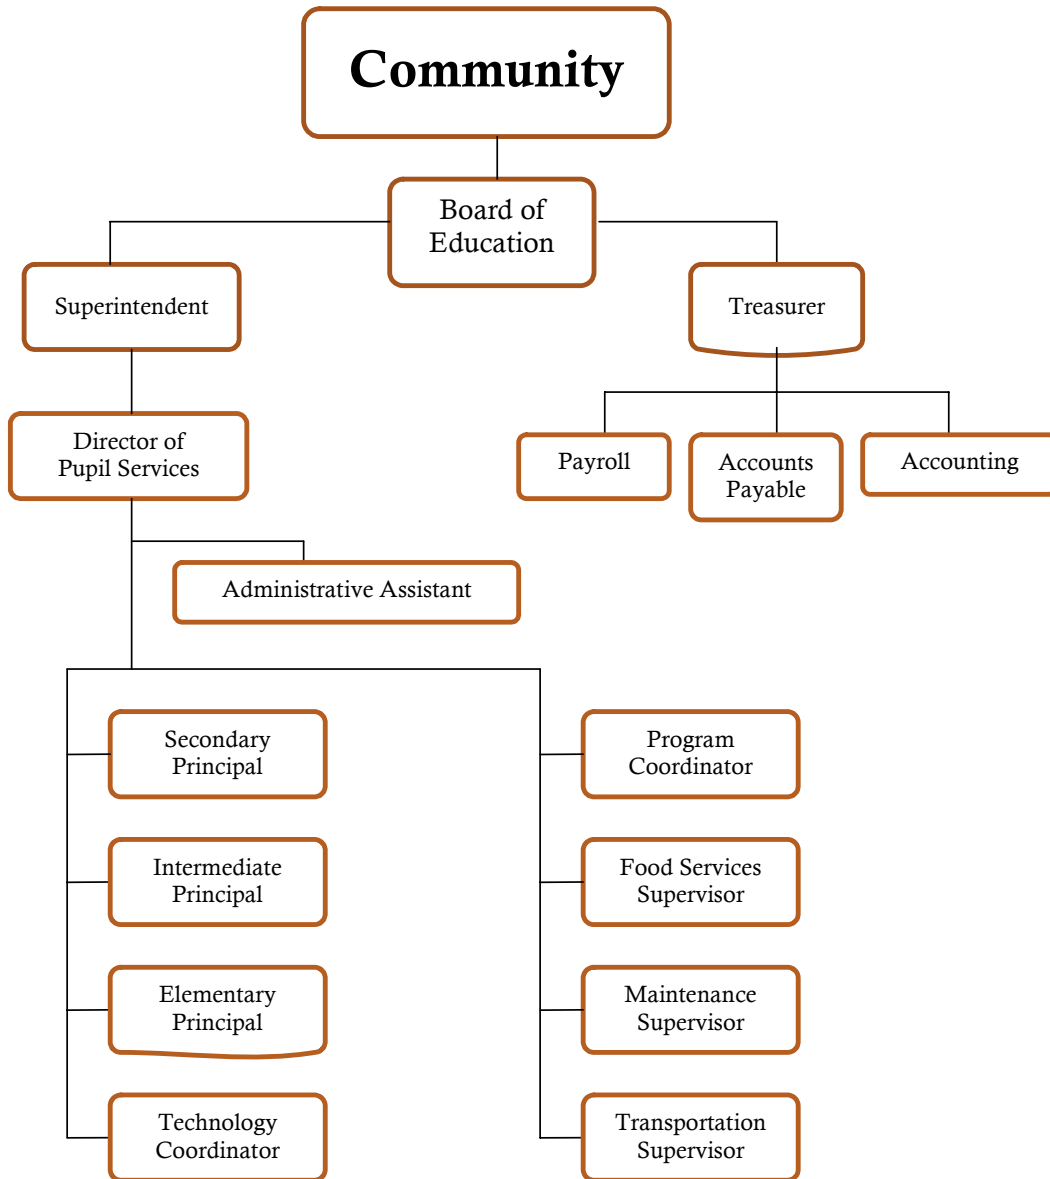 Community
Board of
Education
Superintendent
Treasurer
Director of
Pupil Services
Payroll
Accounts
Payable
Accounting
Administrative Assistant
Secondary
Principal
Program
Coordinator
Intermediate
Principal
Food Services
Supervisor
Elementary
Principal
Maintenance
Supervisor
Technology
Coordinator
Transportation
Supervisor